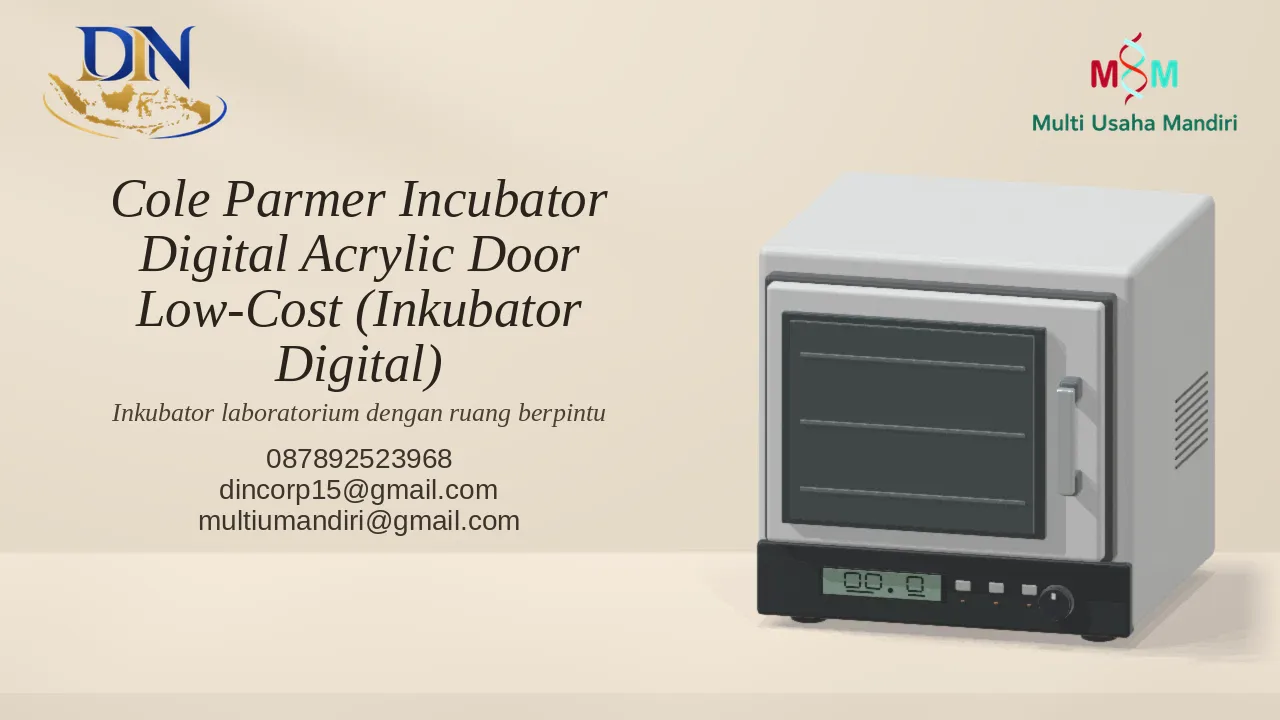 DN
M M
Multi Usaha Mandiri
Cole Parmer Incubator
Digital Acrylic Door
Low-Cost (Inkubator
Digital)
Inkubator laboratorium dengan ruang berpintu
087892523968
dincorp15@gmail.com
multiumandiri@gmail.com
00.0